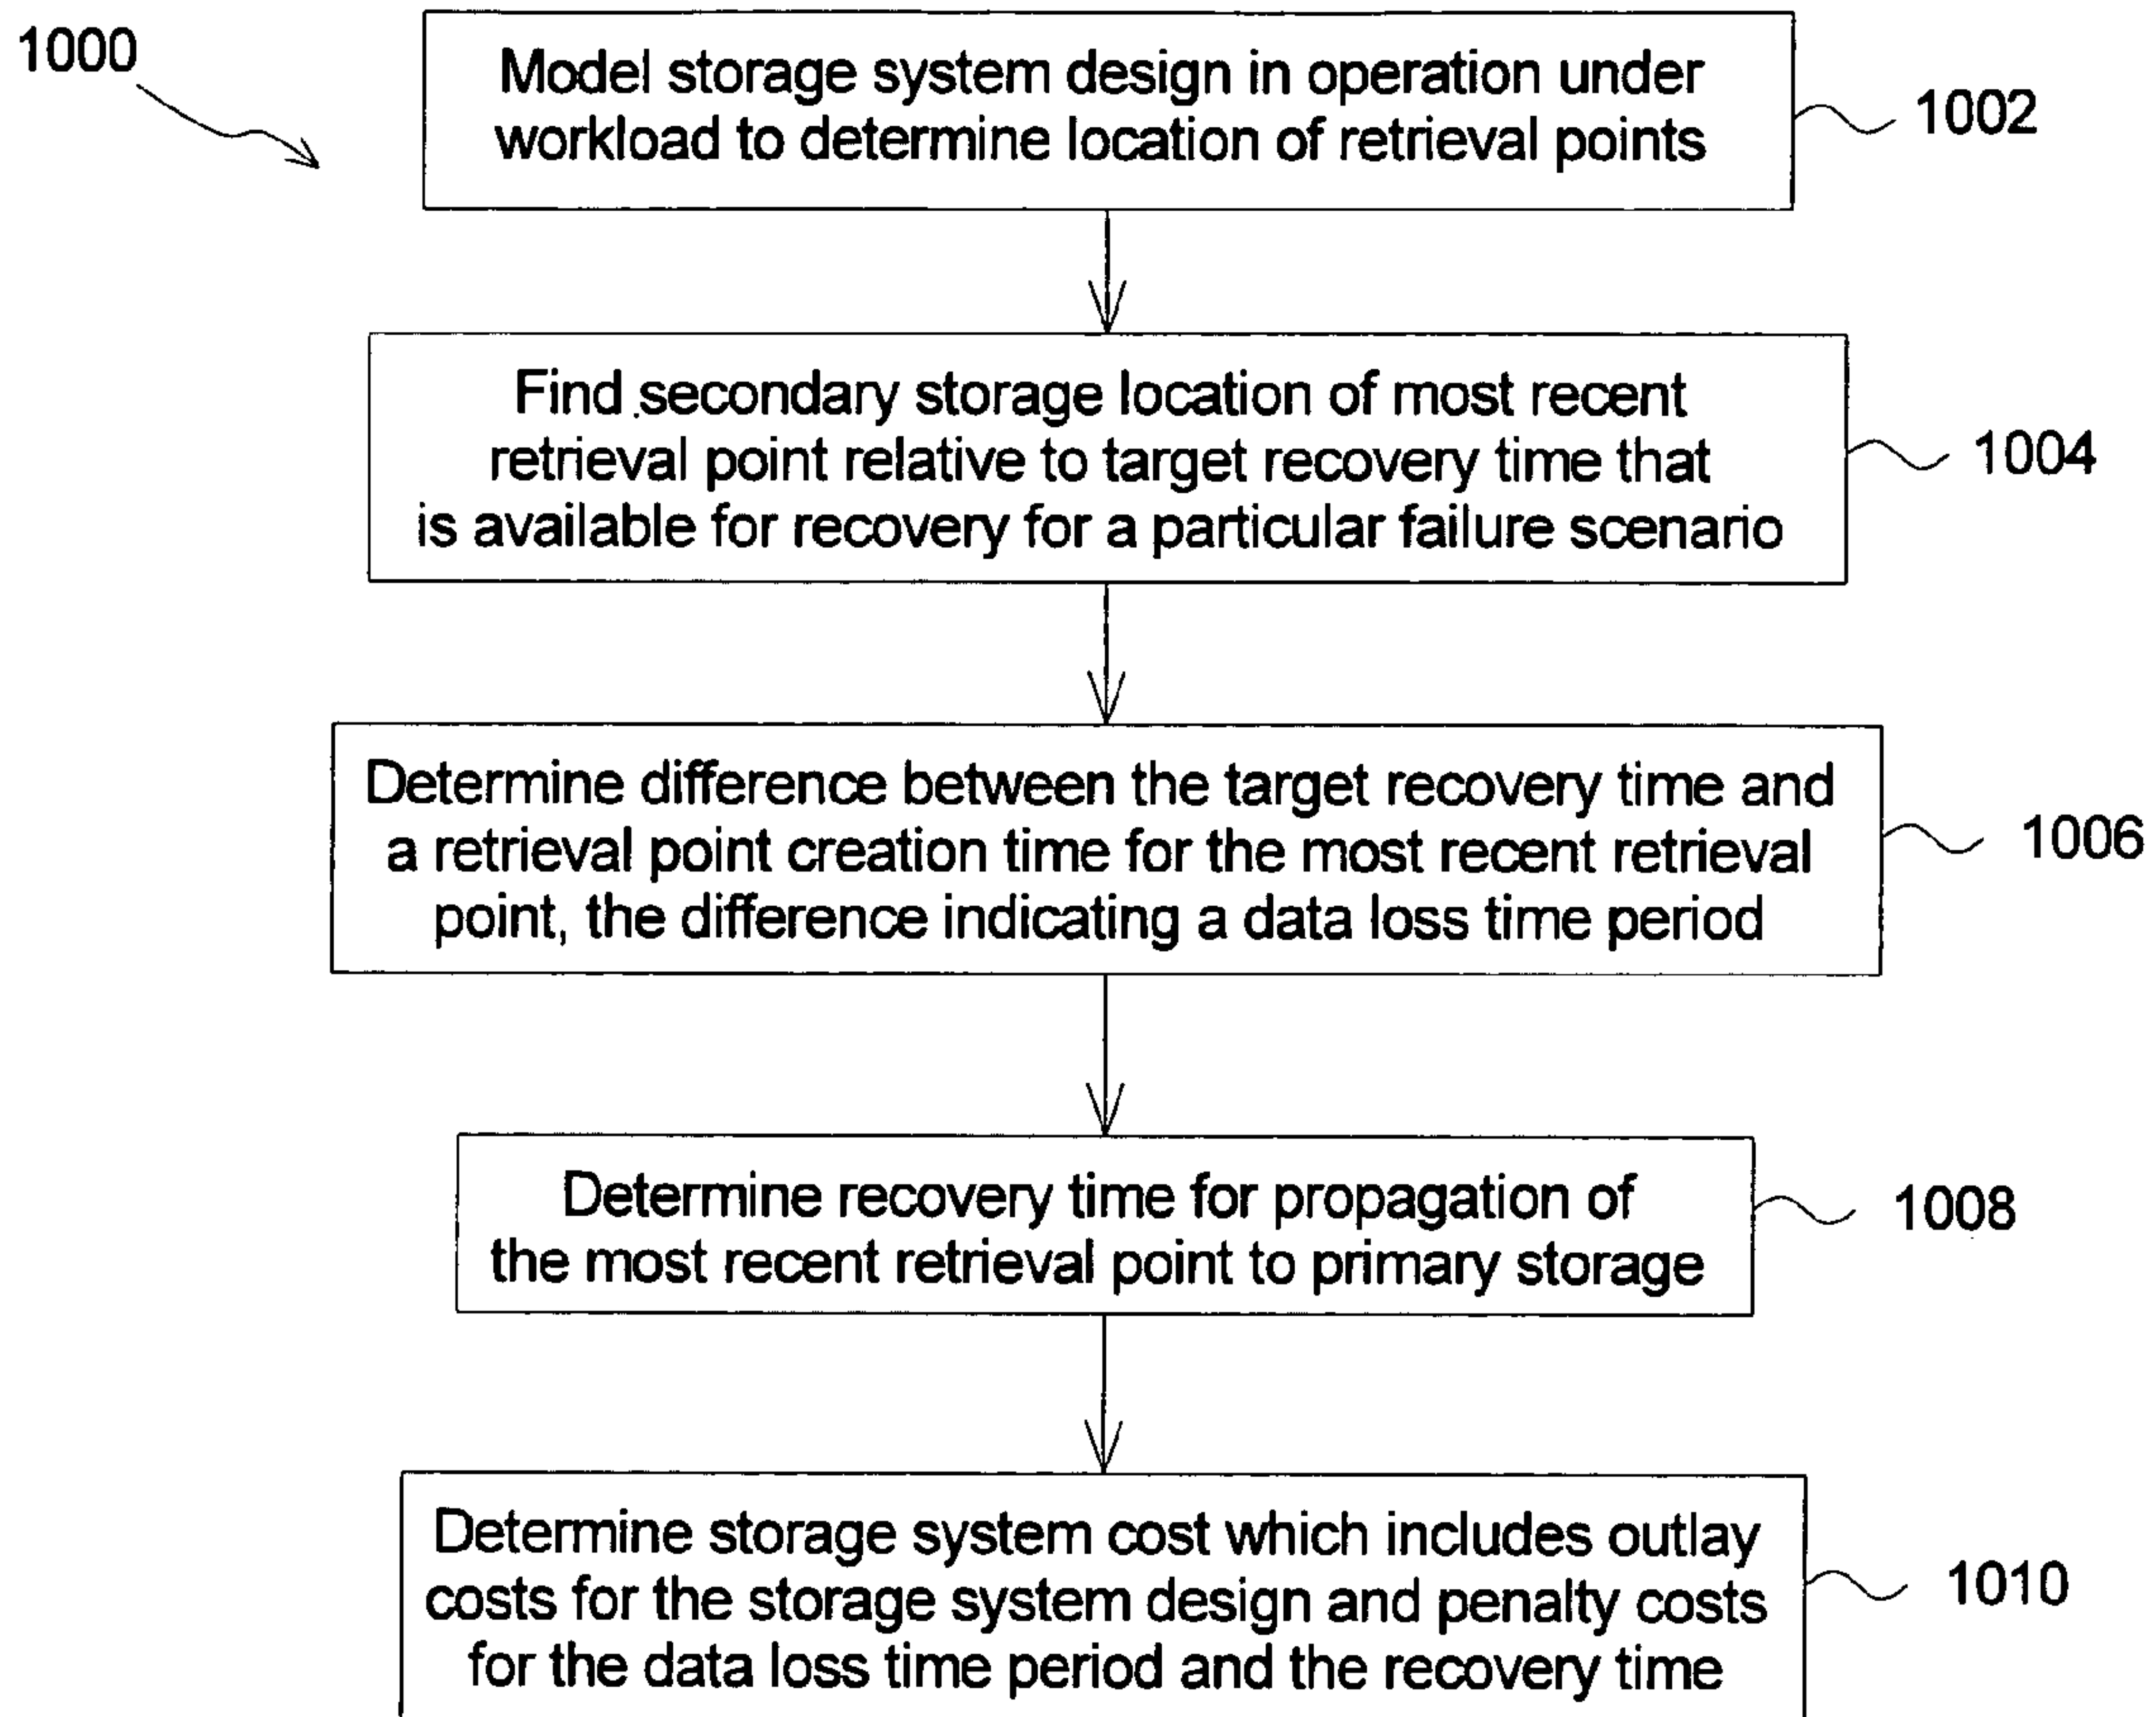 1000
Model storage system design in operation under
workload to determine location of retrieval points
1002
Find secondary storage location of most recent
retrieval point relative to target recovery time that
is available for recovery for a particular failure scenario
1004
Determine difference between the target recovery time and
a retrieval point creation time for the most recent retrieval
point, the difference indicating a data loss time period
1006
Determine recovery time for propagation of
the most recent retrieval point to primary storage
1008
Determine storage system cost which includes outlay
costs for the storage system design and penalty costs
for the data loss time period and the recovery time
1010